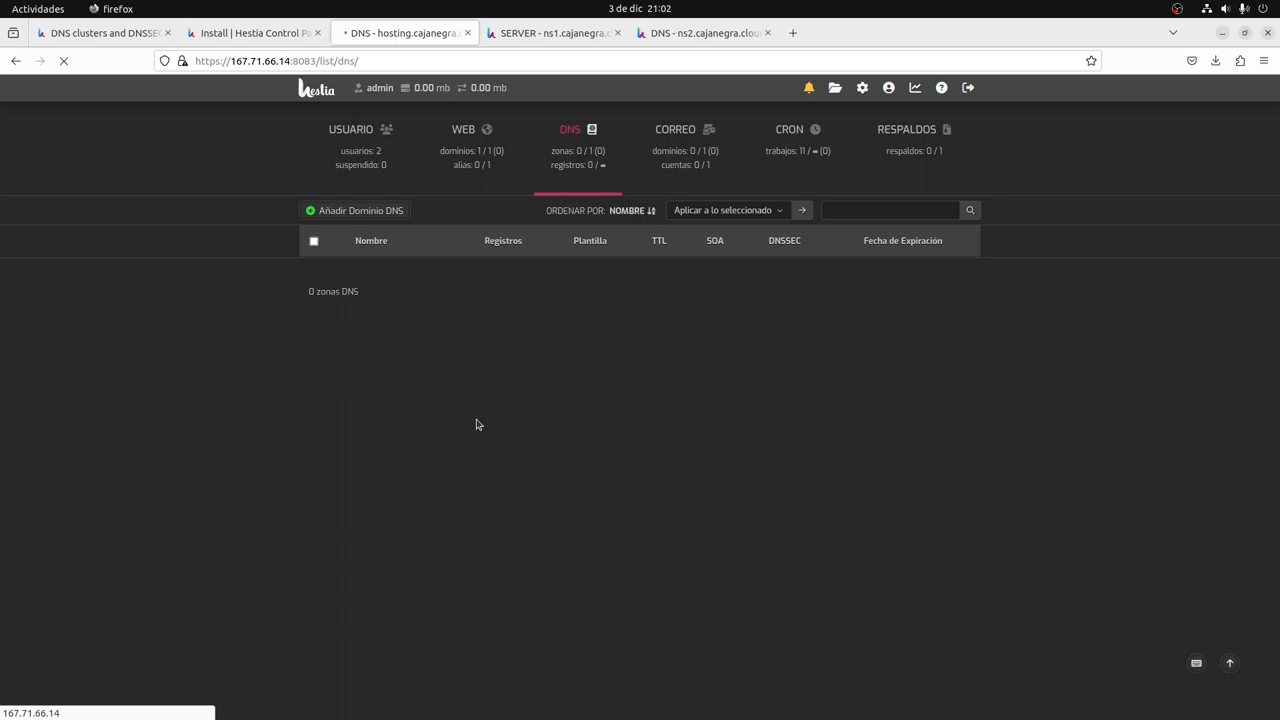 Actividades
firefox
3 de dic 21:02
DNS clusters and DNSSEC
Install | Hestia Control Pa
DNS - hosting.cajanegra.
SERVER - ns1.cajanegra.c
DNS - ns2.cajanegra.clou
https://167.71.66.14:8083/list/dns/
hestia
admin
0.00 mb
0.00 mb
USUARIO
usuarios: 2
suspendido: 0
WEB
dominios: 1 / 1 (0)
alias: 0 / 1
DNS
zonas: 0 / 1 (0)
registros: 0 / ∞
CORREO
dominios: 0 / 1 (0)
cuentas: 0 / 1
CRON
trabajos: 11 / ∞ (0)
RESPALDOS
respaldos: 0 / 1
Añadir Dominio DNS
ORDENAR POR: NOMBRE
Aplicar a lo seleccionado
Nombre
Registros
Plantilla
TTL
SOA
DNSSEC
Fecha de Expiración
0 zonas DNS
167.71.66.14